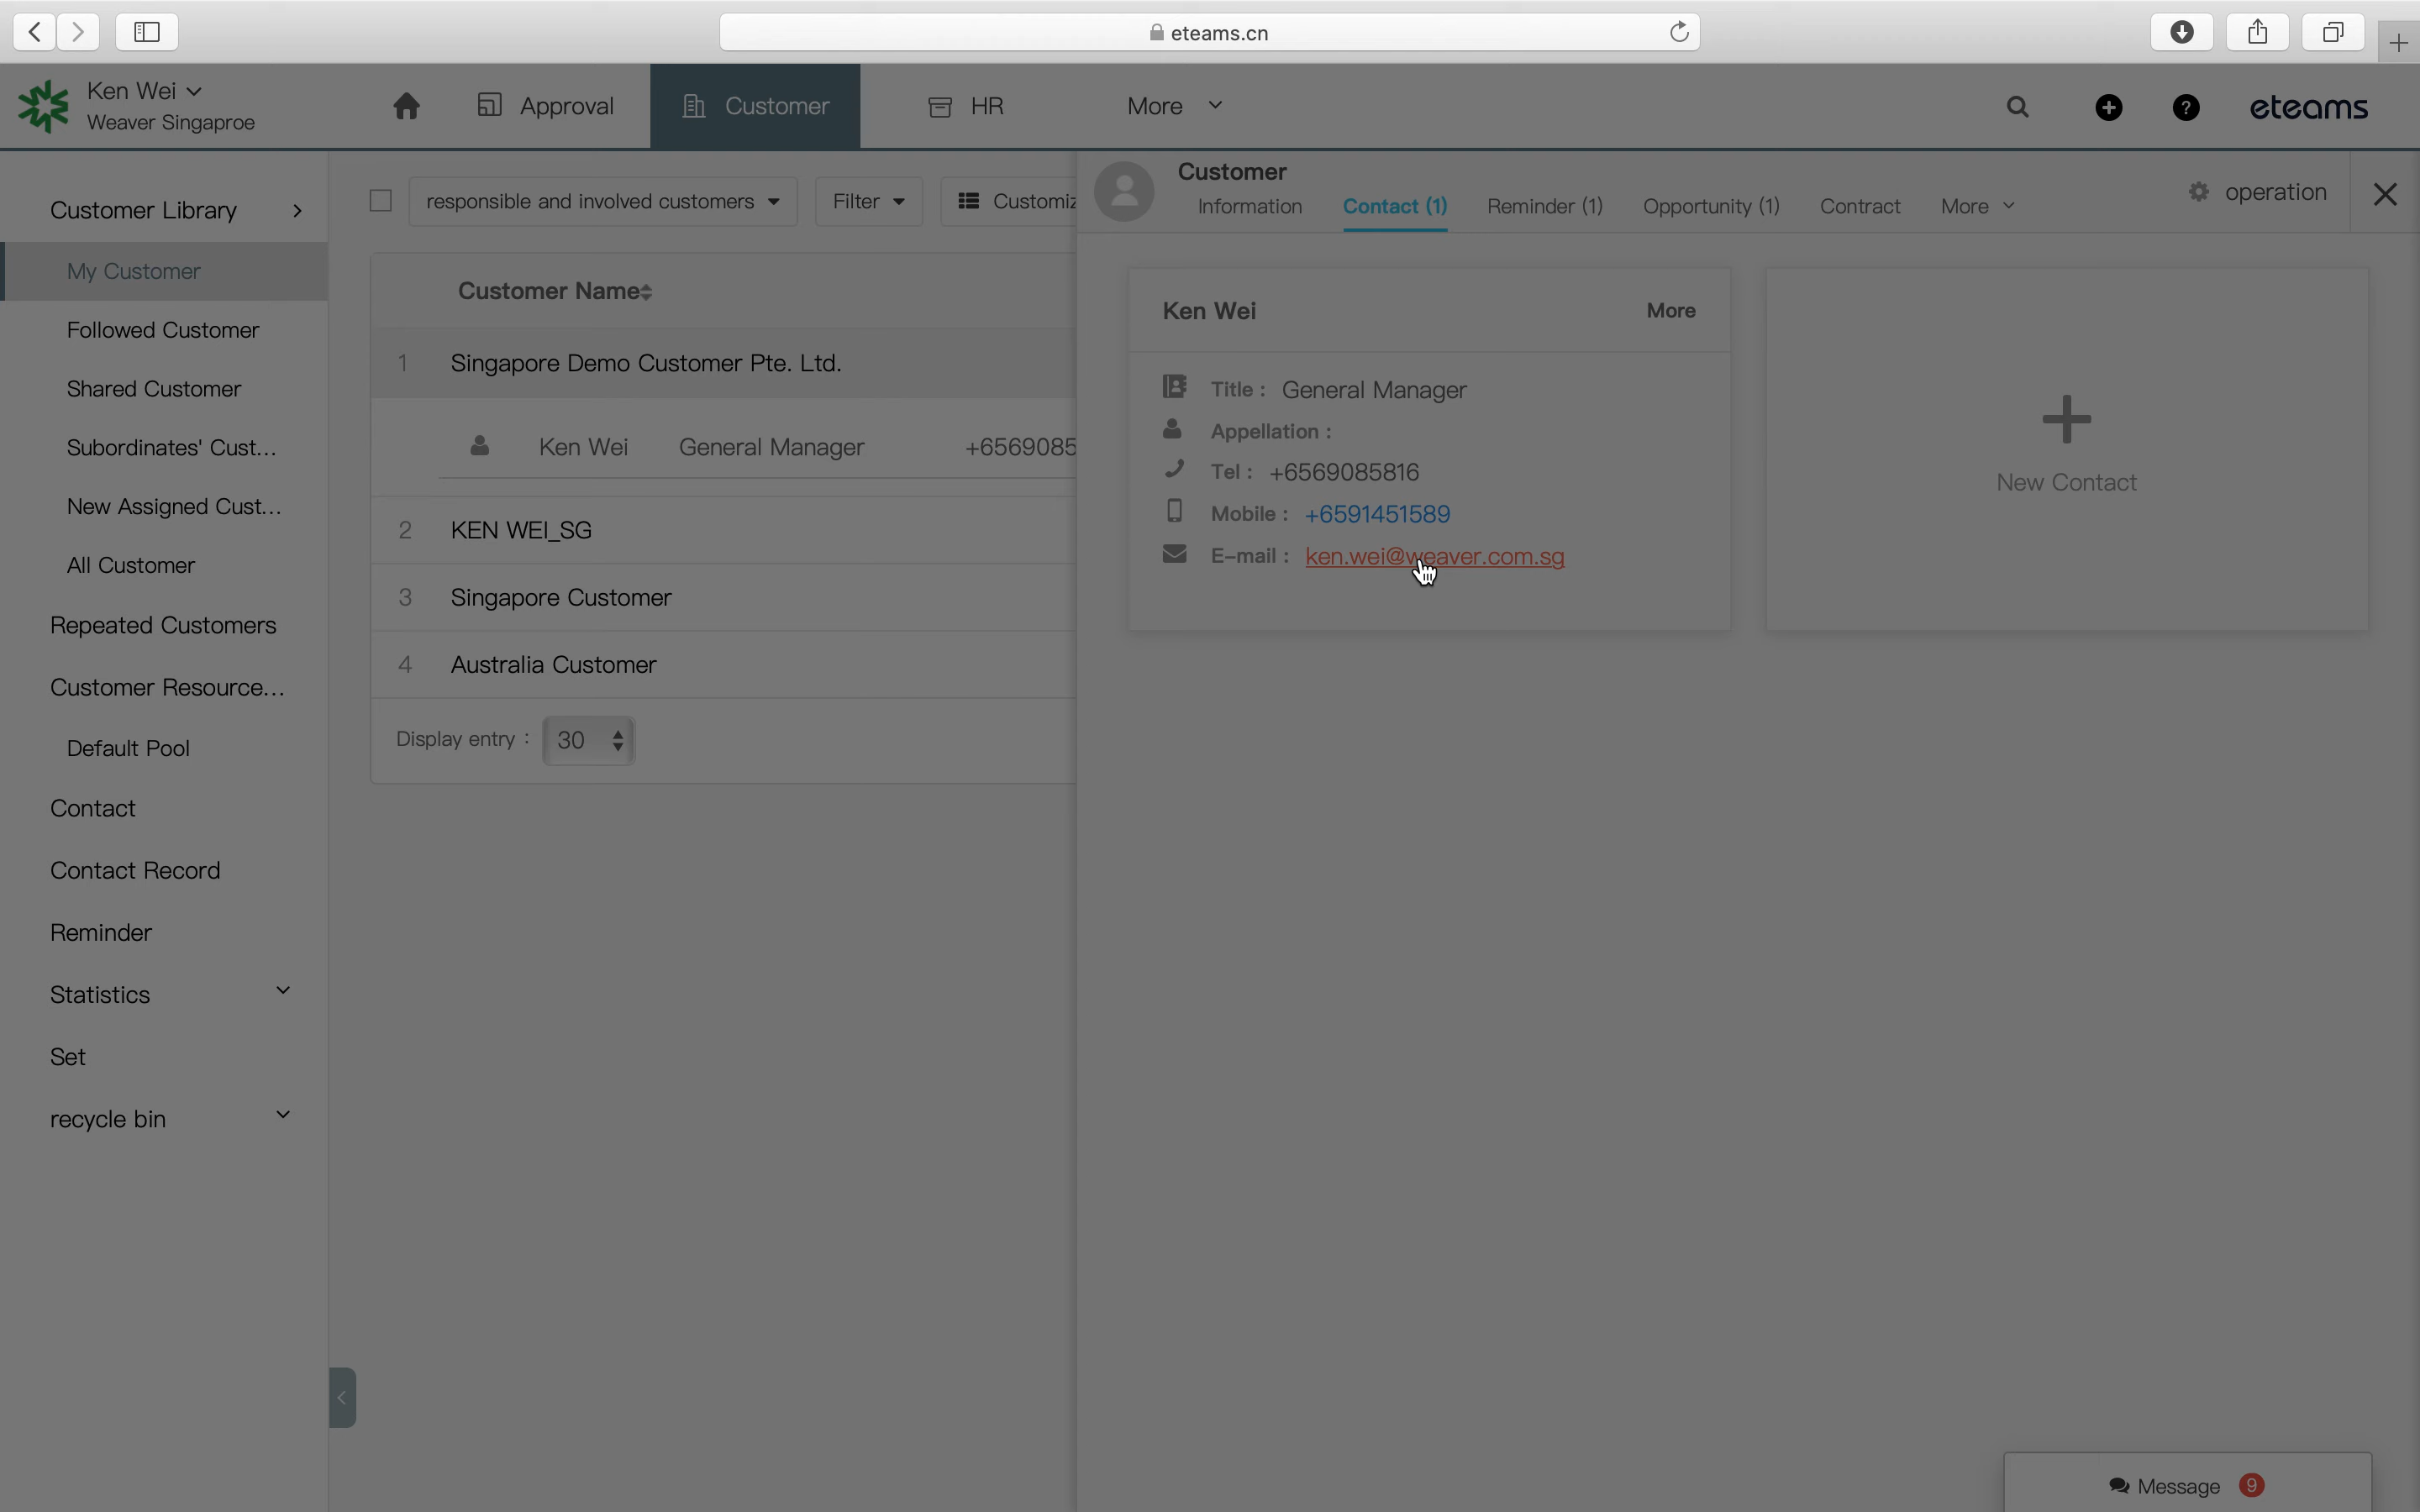 eteams.cn
Ken Wei
Weaver Singaproe
Approval
Customer
HR
More
eteams
Customer Library
My Customer
Followed Customer
Shared Customer
Subordinates' Cust...
New Assigned Cust...
All Customer
Repeated Customers
Customer Resource...
Default Pool
Contact
Contact Record
Reminder
Statistics
Set
recycle bin
responsible and involved customers
Filter
Customiz
Customer Name
1 Singapore Demo Customer Pte. Ltd.
Ken Wei General Manager +6569085
2 KEN WEI_SG
3 Singapore Customer
4 Australia Customer
Display entry : 30
Customer
Information Contact (1) Reminder (1) Opportunity (1) Contract More
operation
Ken Wei More
Title : General Manager
Appellation :
Tel : +6569085816
Mobile : +6591451589
E-mail : ken.wei@weaver.com.sg
New Contact
Message 9